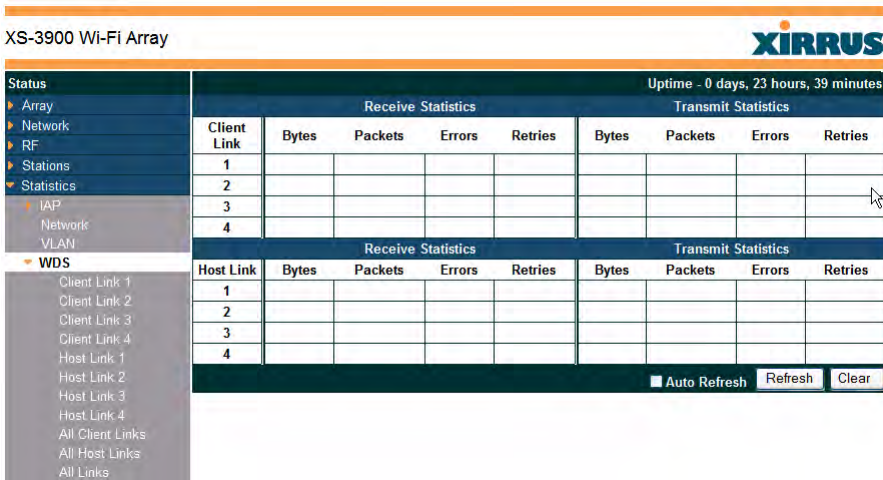 XS-3900 Wi-Fi Array
XIRRUS
Status
Uptime - 0 days, 23 hours, 39 minutes
Array
Network
RF
Stations
Statistics
IAP
Network
VLAN
WDS
Client Link 1
Client Link 2
Client Link 3
Client Link 4
Host Link 1
Host Link 2
Host Link 3
Host Link 4
All Client Links
All Host Links
All Links
Receive Statistics Transmit Statistics
Client Link Bytes Packets Errors Retries Bytes Packets Errors Retries
1
2
3
4
Receive Statistics Transmit Statistics
Host Link Bytes Packets Errors Retries Bytes Packets Errors Retries
1
2
3
4
Auto Refresh Refresh Clear